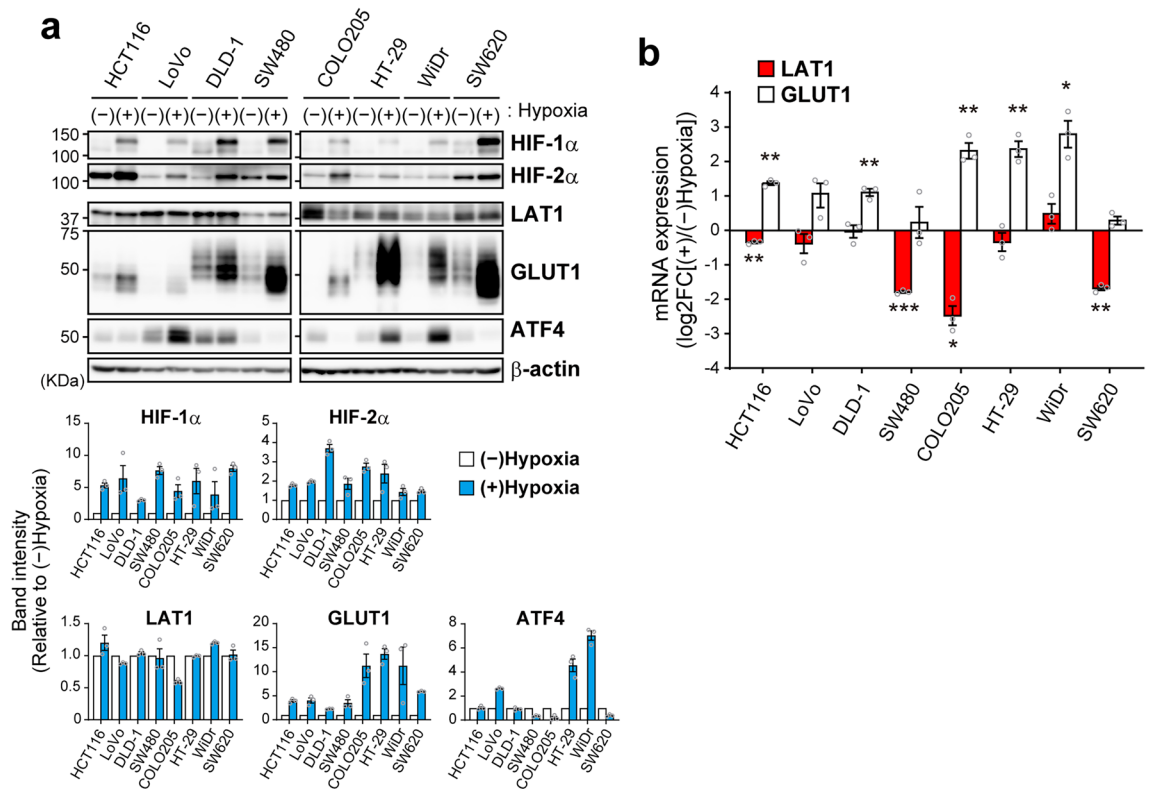 a
HCT116 LoVo DLD-1 SW480 COLO205 HT-29 WiDr SW620
(−)(+)(−)(+)(−)(+)(−)(+) (−)(+)(−)(+)(−)(+)(−)(+) : Hypoxia
150
100
HIF-1α
100
HIF-2α
37
LAT1
75
50
GLUT1
50
ATF4
(KDa)
β-actin
Band intensity
(Relative to (−)Hypoxia)
HIF-1α
15
10
5
0
HCT116 LoVo DLD-1 SW480 COLO205 HT-29 WiDr SW620
HIF-2α
5
4
3
2
1
0
HCT116 LoVo DLD-1 SW480 COLO205 HT-29 WiDr SW620
(−)Hypoxia
(+)Hypoxia
LAT1
1.5
1.0
0.5
0
HCT116 LoVo DLD-1 SW480 COLO205 HT-29 WiDr SW620
GLUT1
20
15
10
5
1
0
HCT116 LoVo DLD-1 SW480 COLO205 HT-29 WiDr SW620
ATF4
8
6
4
2
0
HCT116 LoVo DLD-1 SW480 COLO205 HT-29 WiDr SW620
b
LAT1
GLUT1
mRNA expression
(log2FC[(+)/(−)Hypoxia])
4
3
2
1
0
-1
-2
-3
-4
** ** ** ** *
** *** * **
HCT116 LoVo DLD-1 SW480 COLO205 HT-29 WiDr SW620